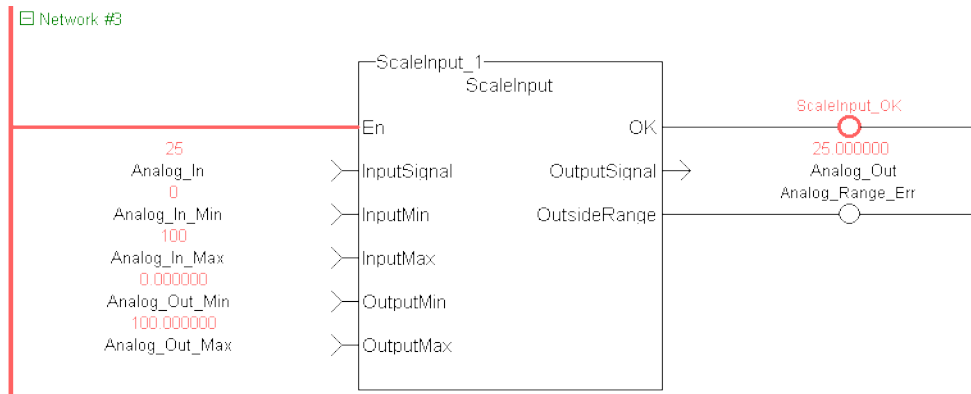 Network #3
ScaleInput_1
ScaleInput
ScaleInput_OK
En
OK
25
25.000000
Analog_In
InputSignal
OutputSignal
Analog_Out
0
Analog_Range_Err
Analog_In_Min
InputMin
OutsideRange
100
Analog_In_Max
InputMax
0.000000
Analog_Out_Min
OutputMin
100.000000
Analog_Out_Max
OutputMax